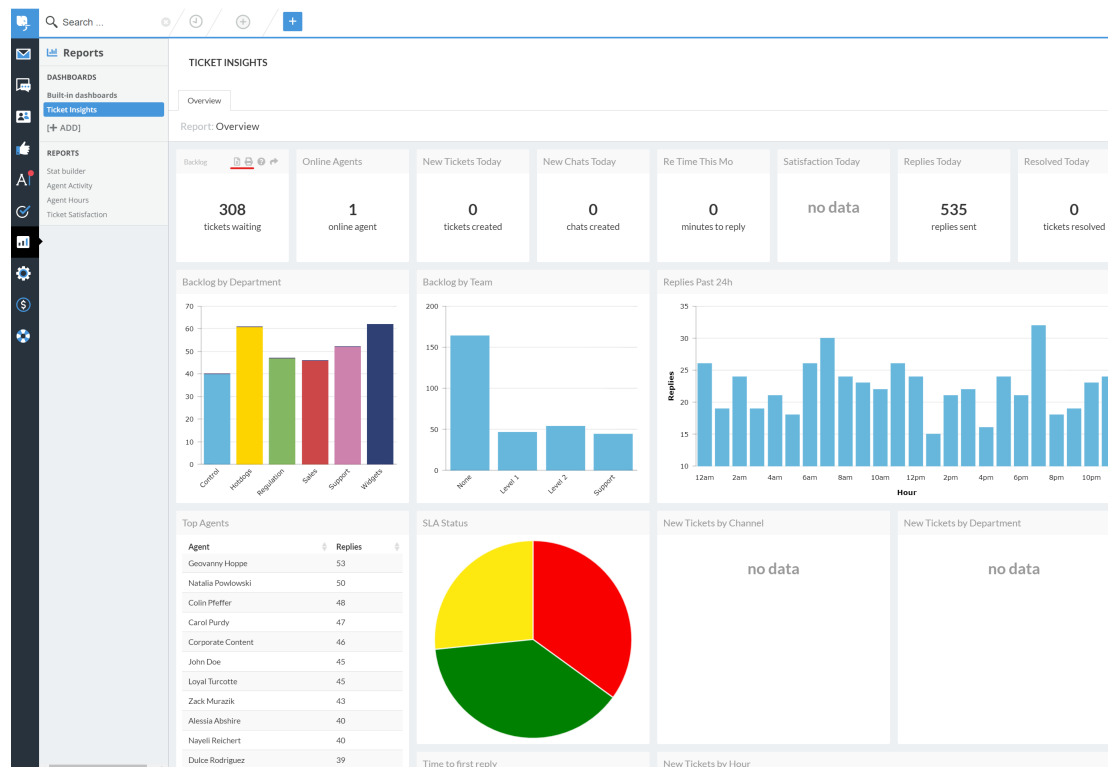 Search ...
Reports
DASHBOARDS
Built-in dashboards
Ticket Insights
[+ ADD]
REPORTS
Stat builder
Agent Activity
Agent Hours
Ticket Satisfaction
TICKET INSIGHTS
Overview
Report: Overview
Backlog
308
tickets waiting
Online Agents
1
online agent
New Tickets Today
0
tickets created
New Chats Today
0
chats created
Re Time This Mo
0
minutes to reply
Satisfaction Today
no data
Replies Today
535
replies sent
Resolved Today
0
tickets resolved
Backlog by Department
70
60
50
40
30
20
10
0
Control
Hotdogs
Regulation
Sales
Support
Widgets
Backlog by Team
200
150
100
50
0
None
Level 1
Level 2
Support
Replies Past 24h
35
30
25
20
15
10
Replies
12am 2am 4am 6am 8am 10am 12pm 2pm 4pm 6pm 8pm 10pm
Hour
Top Agents
Agent Replies
Geovanny Hoppe 53
Natalia Powlowski 50
Colin Pfeffer 48
Carol Purdy 47
Corporate Content 46
John Doe 45
Loyal Turcotte 45
Zack Murazik 43
Alessia Abshire 40
Nayeli Reichert 40
Dulce Rodriguez 39
SLA Status
New Tickets by Channel
no data
New Tickets by Department
no data
Time to first reply
New Tickets by Hour